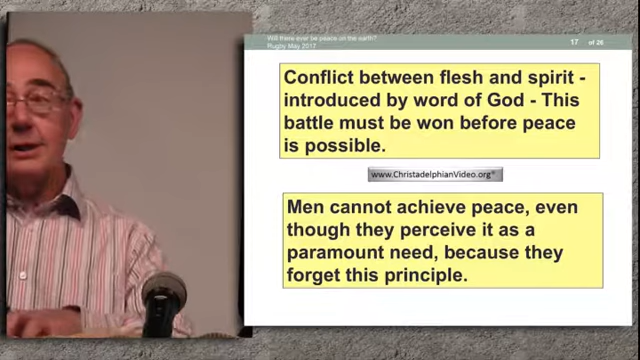 Will there ever be peace on the earth?
Rugby May 2017
17 of 26
Conflict between flesh and spirit -
introduced by word of God - This
battle must be won before peace
is possible.
www.ChristadelphianVideo.org®
Men cannot achieve peace, even
though they perceive it as a
paramount need, because they
forget this principle.